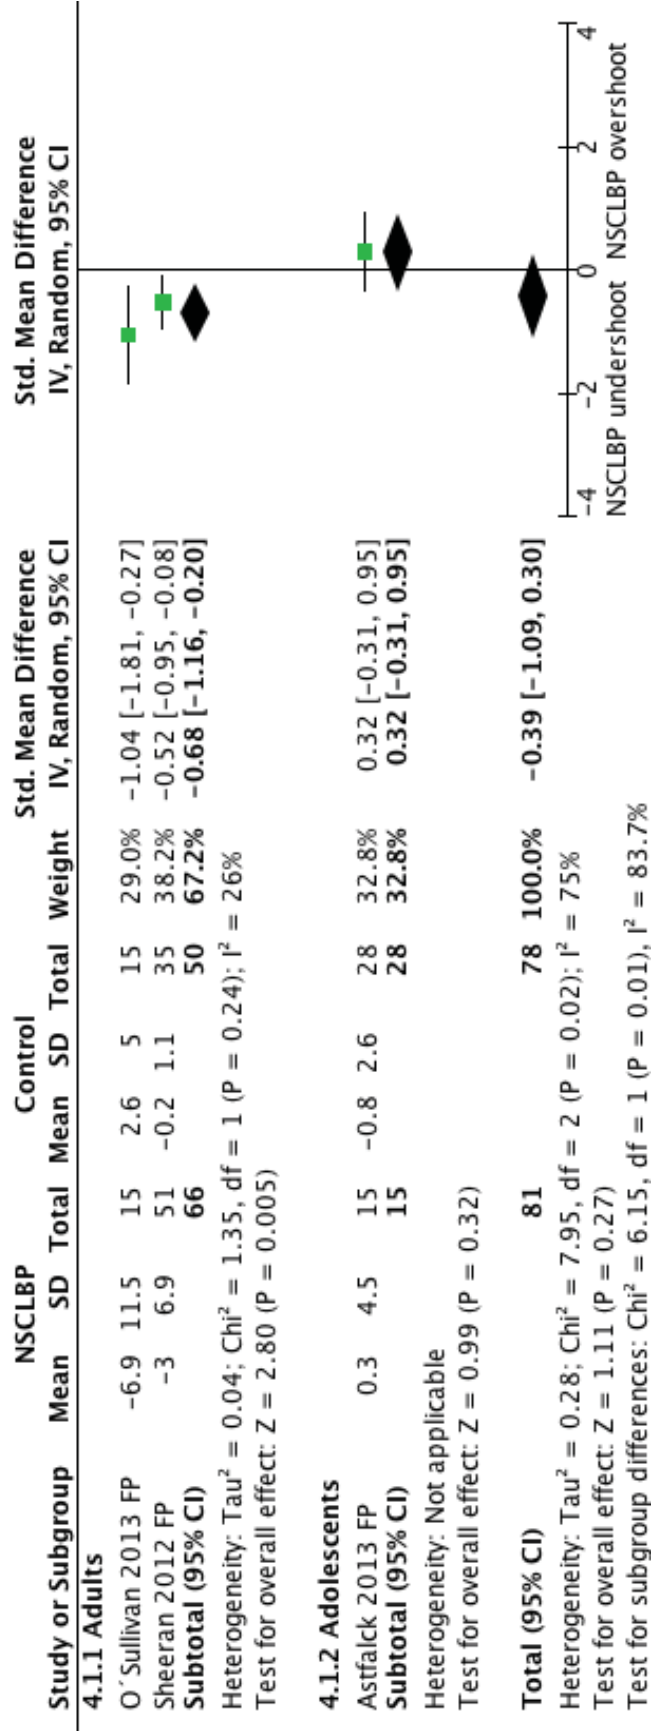 NSCLBP Control Std. Mean Difference Std. Mean Difference
Study or Subgroup Mean SD Total Mean SD Total Weight IV, Random, 95% CI IV, Random, 95% CI
4.1.1 Adults
O´Sullivan 2013 FP −6.9 11.5 15 2.6 5 15 29.0% −1.04 [−1.81, −0.27]
Sheeran 2012 FP −3 6.9 51 −0.2 1.1 35 38.2% −0.52 [−0.95, −0.08]
Subtotal (95% CI) 66 50 67.2% −0.68 [−1.16, −0.20]
Heterogeneity: Tau² = 0.04; Chi² = 1.35, df = 1 (P = 0.24); I² = 26%
Test for overall effect: Z = 2.80 (P = 0.005)
4.1.2 Adolescents
Astfalck 2013 FP 0.3 4.5 15 −0.8 2.6 28 32.8% 0.32 [−0.31, 0.95]
Subtotal (95% CI) 15 28 32.8% 0.32 [−0.31, 0.95]
Heterogeneity: Not applicable
Test for overall effect: Z = 0.99 (P = 0.32)
Total (95% CI) 81 78 100.0% −0.39 [−1.09, 0.30]
Heterogeneity: Tau² = 0.28; Chi² = 7.95, df = 2 (P = 0.02); I² = 75%
Test for overall effect: Z = 1.11 (P = 0.27)
Test for subgroup differences: Chi² = 6.15, df = 1 (P = 0.01), I² = 83.7%
−4 −2 0 2 4
NSCLBP undershoot NSCLBP overshoot